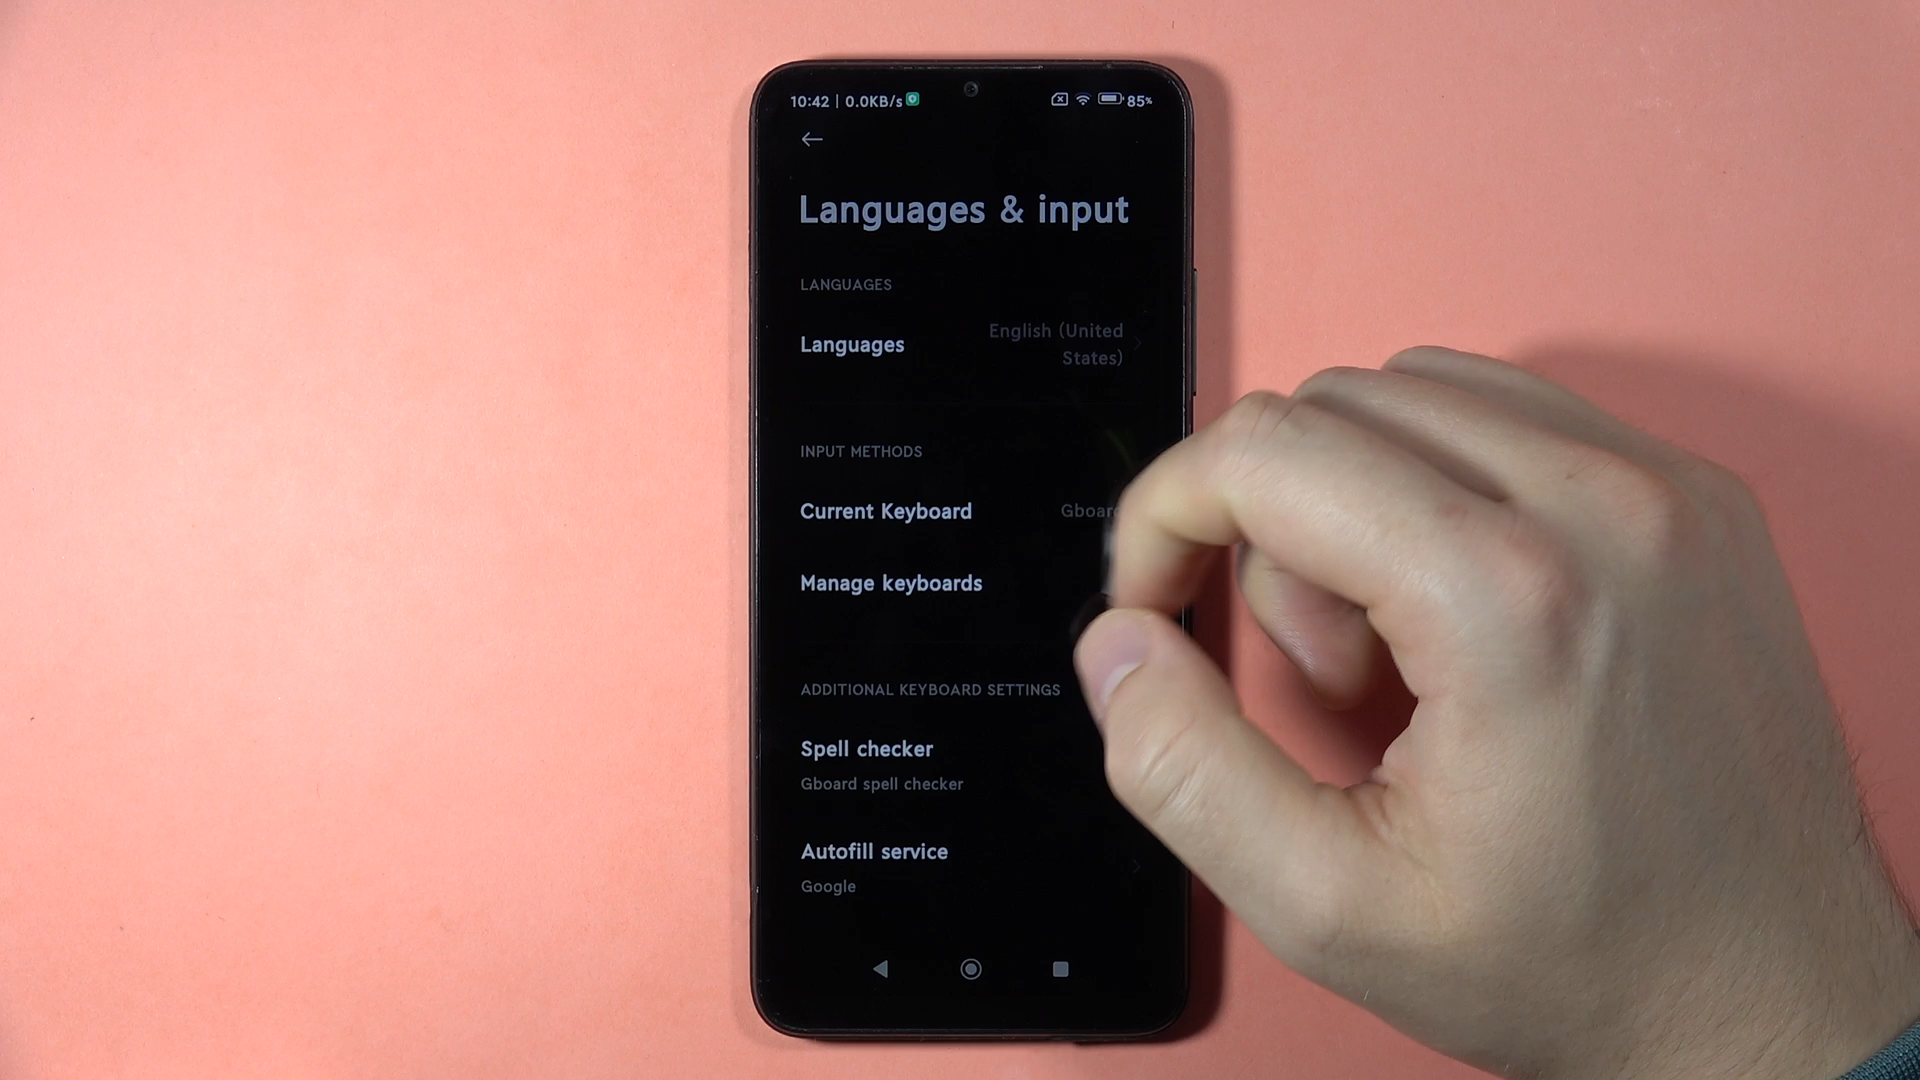 10:42 | 0.0KB/s 85%
Languages & input
LANGUAGES
Languages
English (United
States)
INPUT METHODS
Current Keyboard Gboard
Manage keyboards
ADDITIONAL KEYBOARD SETTINGS
Spell checker
Gboard spell checker
Autofill service
Google